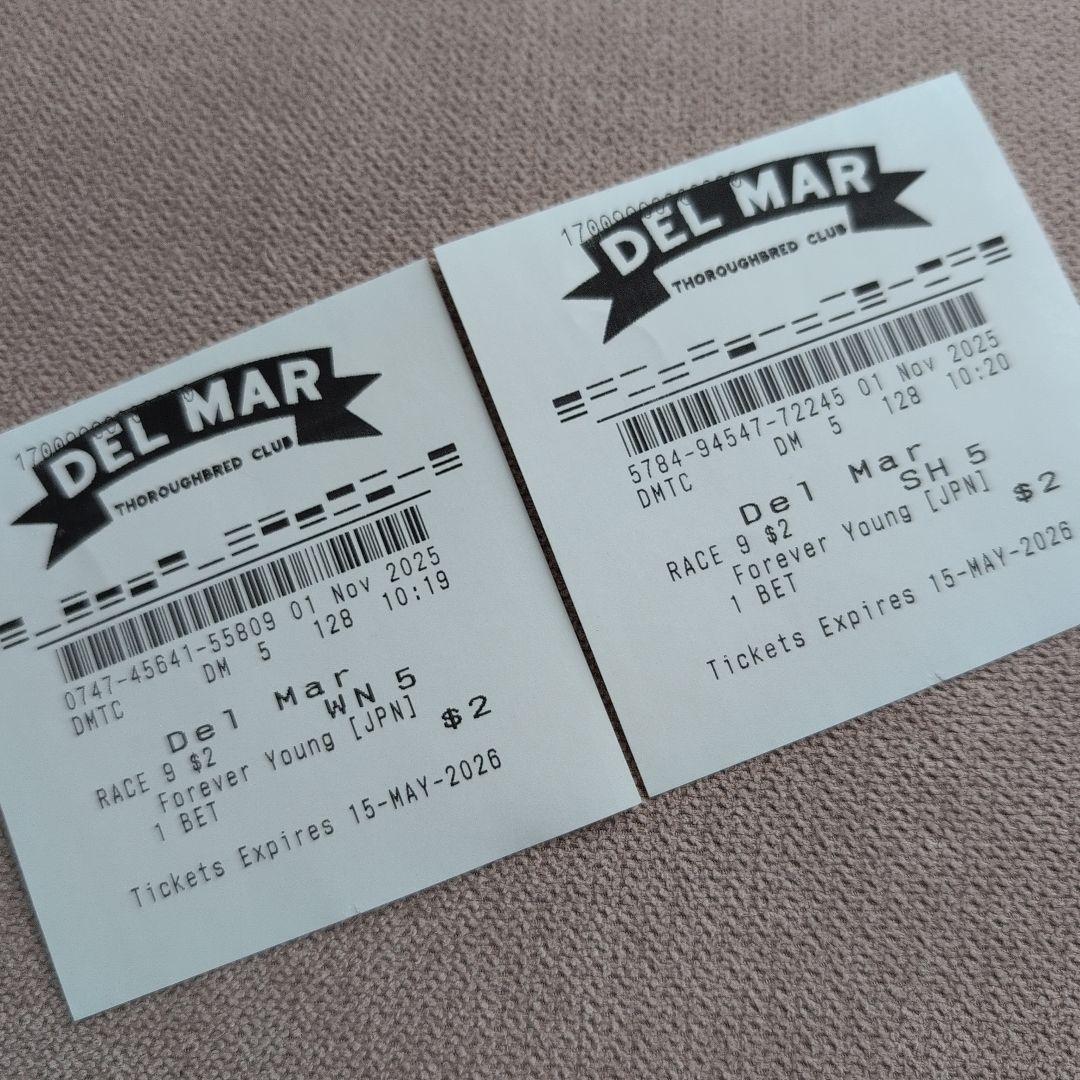 DEL MAR
THOROUGHBRED CLUB
0747-45641-55809 01 Nov 2025
DMTC DM 5 128 10:19
Del Mar
RACE 9 $2 WN 5
Forever Young [JPN]
1 BET $2
Tickets Expires 15-MAY-2026
DEL MAR
THOROUGHBRED CLUB
5784-94547-72245 01 Nov 2025
DMTC DM 5 128 10:20
Del Mar
RACE 9 $2 SH 5
Forever Young [JPN]
1 BET $2
Tickets Expires 15-MAY-2026